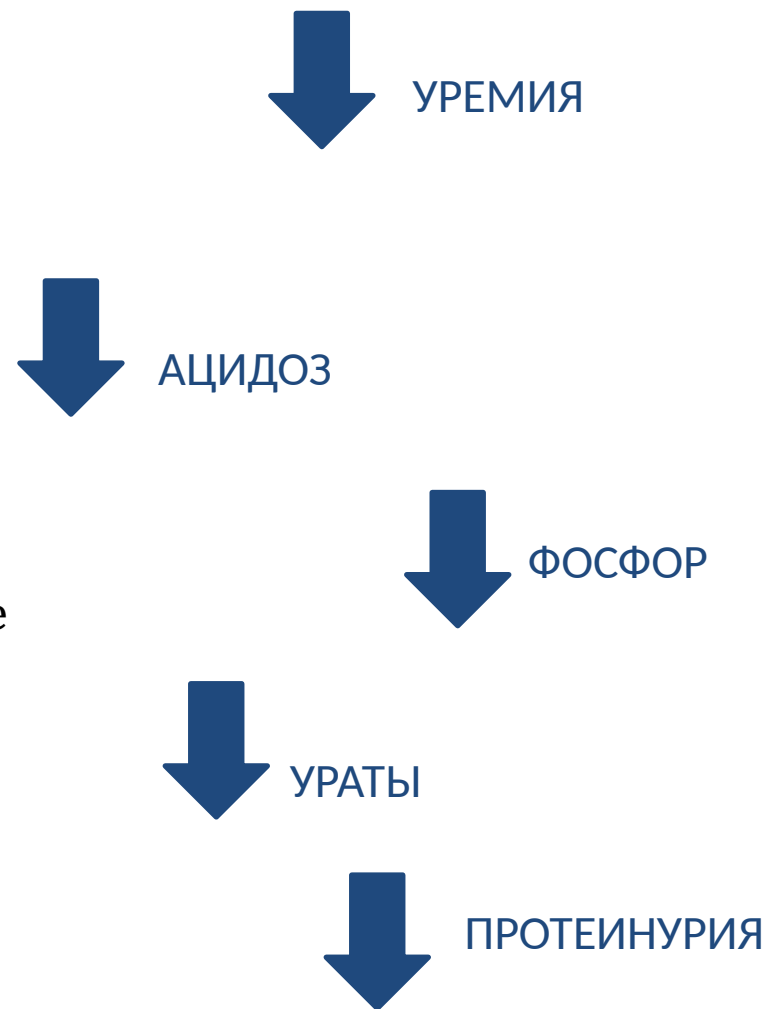 УРЕМИЯ
АЦИДОЗ
ФОСФОР
е
УРАТЫ
ПРОТЕИНУРИЯ